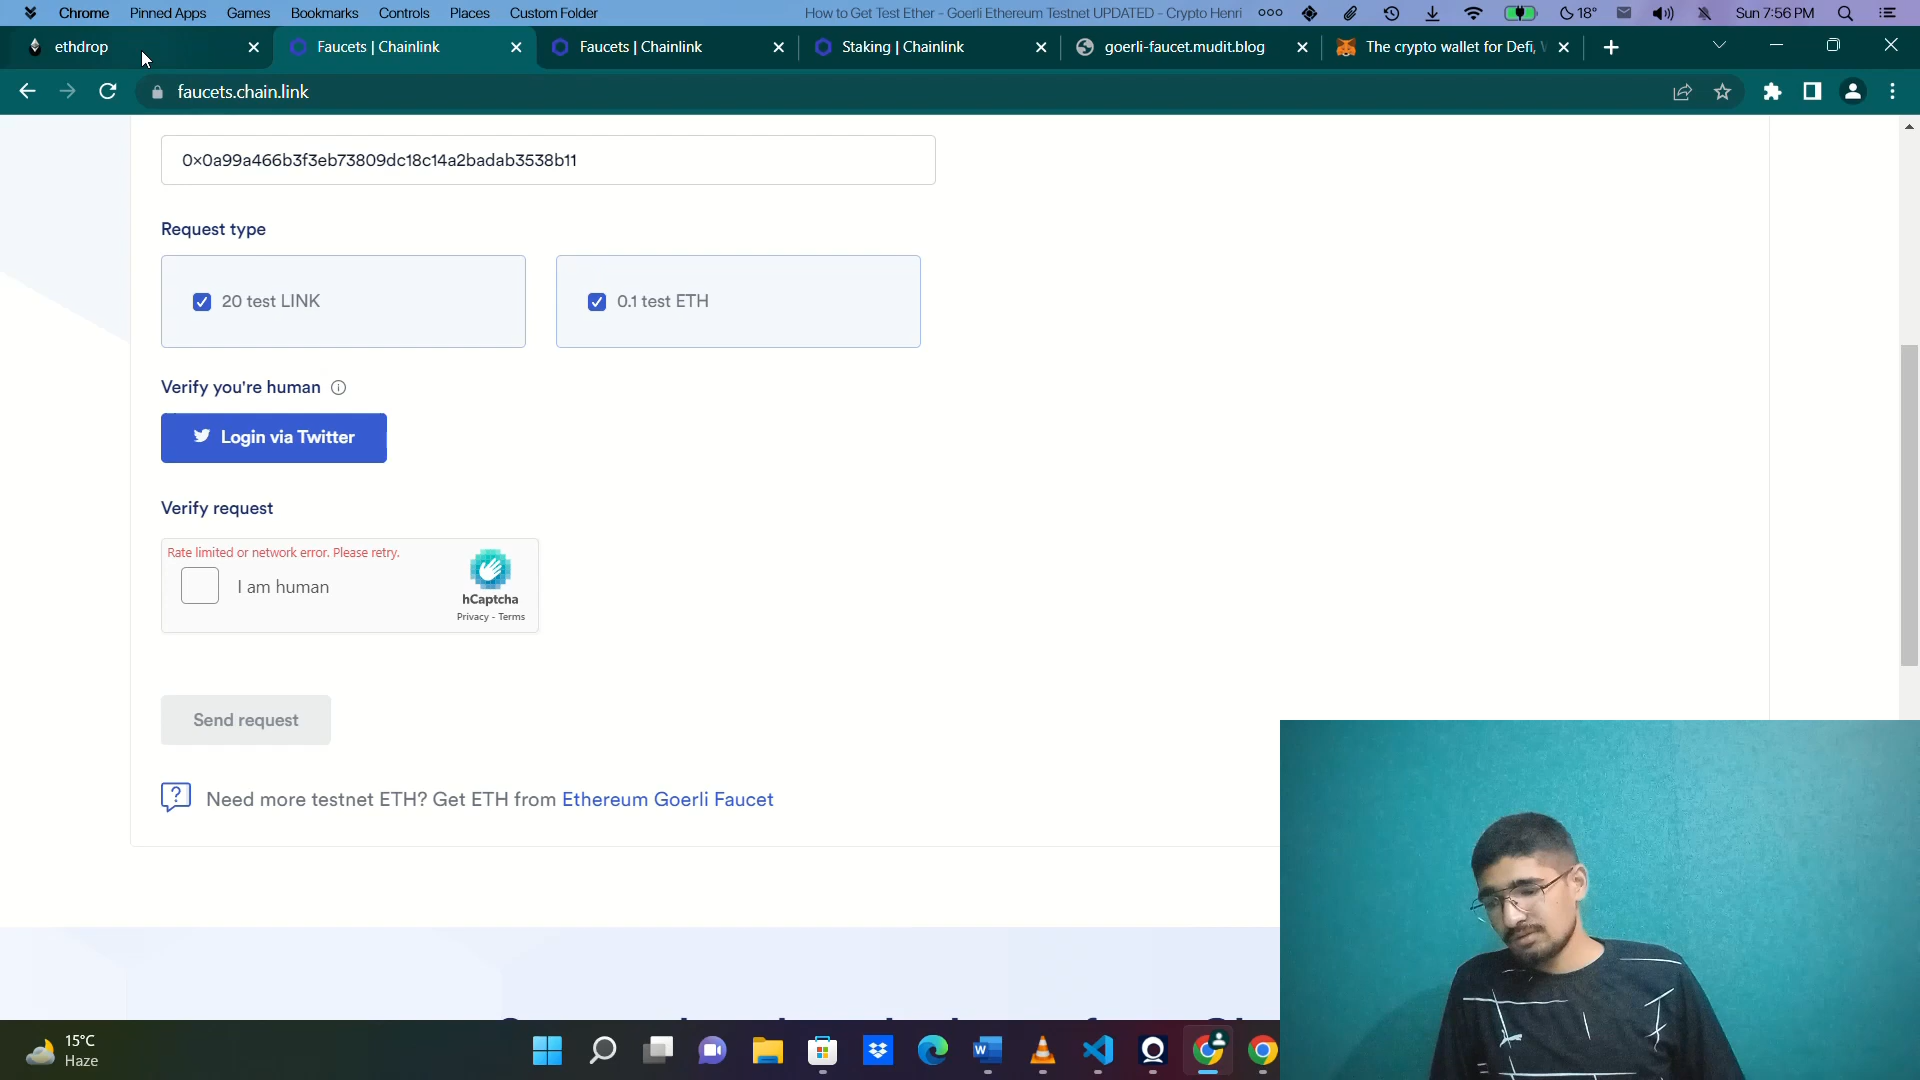 Chrome Pinned Apps Games Bookmarks Controls Places Custom Folder How to Get Test Ether - Goerli Ethereum Testnet UPDATED - Crypto Henri 18° Sun 7:56 PM
ethdrop Faucets | Chainlink Faucets | Chainlink Staking | Chainlink goerli-faucet.mudit.blog The crypto wallet for Defi,
faucets.chain.link
0x0a99a466b3f3eb73809dc18c14a2badab3538b11
Request type
20 test LINK 0.1 test ETH
Verify you're human
Login via Twitter
Verify request
Rate limited or network error. Please retry.
I am human
hCaptcha
Privacy - Terms
Send request
Need more testnet ETH? Get ETH from Ethereum Goerli Faucet
15°C
Haze